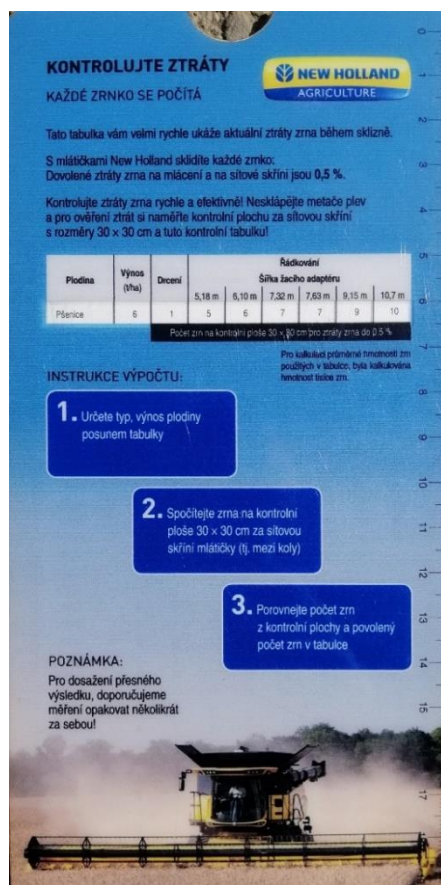 KONTROLUJTE ZTRÁTY
NEW HOLLAND
AGRICULTURE
KAŽDÉ ZRNKO SE POČÍTÁ
Tato tabulka vám velmi rychle ukáže aktuální ztráty zrna během sklizně.
S mlátičkami New Holland sklidíte každé zrnko:
Dovolené ztráty zrna na mlácení a na sítové skříni jsou 0,5 %.
Kontrolujte ztráty zrna rychle a efektivně! Nesklápějte metače plev
a pro ověření ztrát si naměřte kontrolní plochu za sítovou skříní
s rozměry 30 × 30 cm a tuto kontrolní tabulku!
Plodina Výnos (t/ha) Drcení Řádkování
Šířka žacího adaptéru
5,18 m 6,10 m 7,32 m 7,63 m 9,15 m 10,7 m
Pšenice 6 1 5 6 7 7 9 10
Počet zrn na kontrolní ploše 30 × 30 cm pro ztráty zrna do 0,5 %
Pro kalkulaci průměrné hmotnosti zrn
použitých v tabulce, byla kalkulována
hmotnost tisíce zrn.
INSTRUKCE VÝPOČTU:
1. Určete typ, výnos plodiny
posunem tabulky
2. Spočítejte zrna na kontrolní
ploše 30 × 30 cm za sítovou
skříní mlátičky (tj. mezi koly)
3. Porovnejte počet zrn
z kontrolní plochy a povolený
počet zrn v tabulce
POZNÁMKA:
Pro dosažení přesného
výsledku, doporučujeme
měření opakovat několikrát
za sebou!
0
1
2
3
4
5
6
7
8
9
10
11
12
13
14
15
17